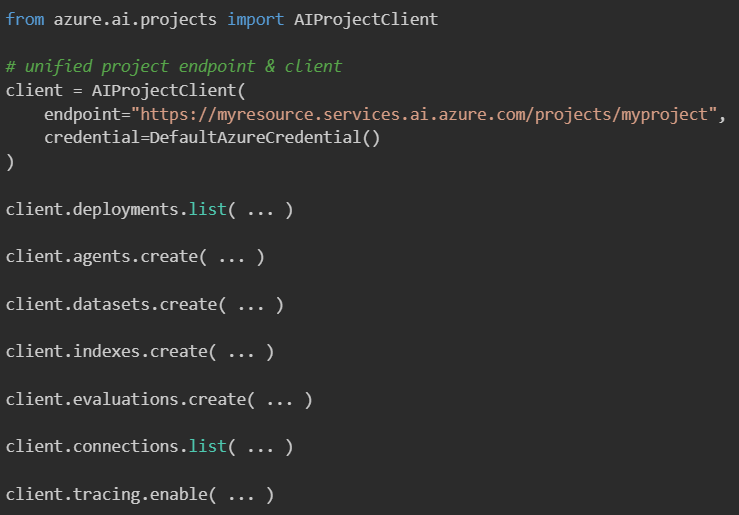 from azure.ai.projects import AIProjectClient
# unified project endpoint & client
client = AIProjectClient(
    endpoint="https://myresource.services.ai.azure.com/projects/myproject",
    credential=DefaultAzureCredential()
)
client.deployments.list( ... )
client.agents.create( ... )
client.datasets.create( ... )
client.indexes.create( ... )
client.evaluations.create( ... )
client.connections.list( ... )
client.tracing.enable( ... )